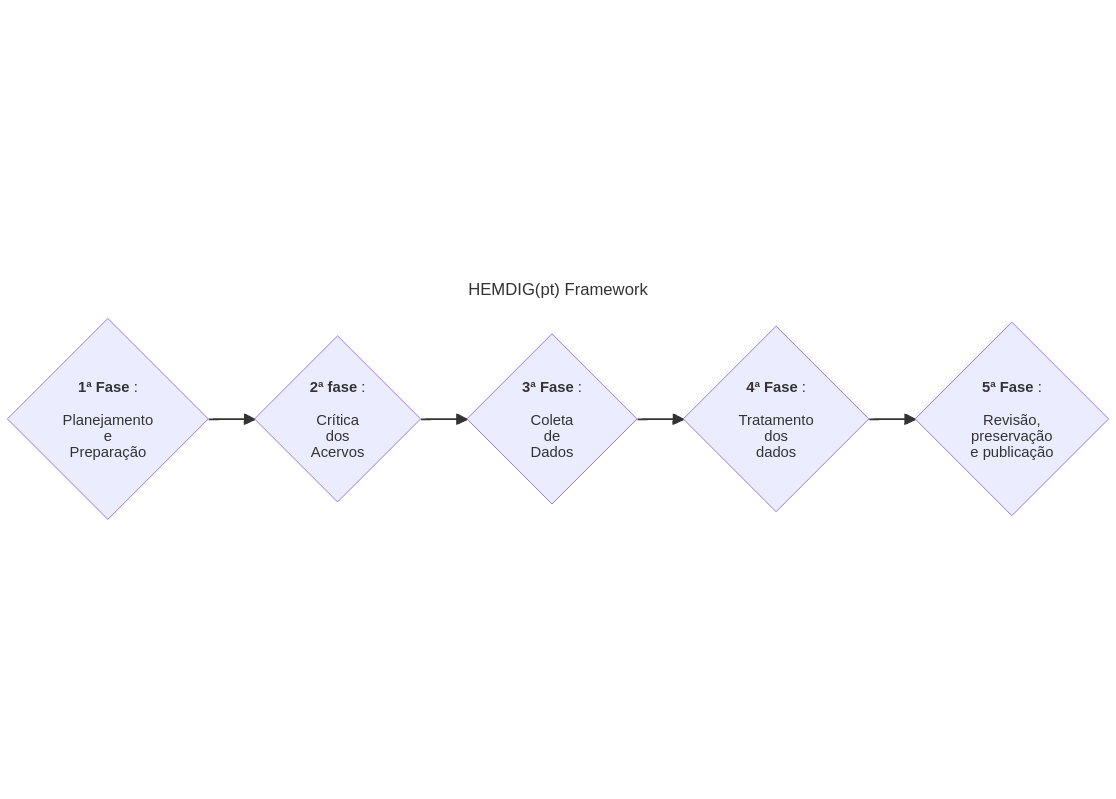 HEMDIG(pt) Framework
1ª Fase :
Planejamento
e
Preparação
2ª fase :
Crítica
dos
Acervos
3ª Fase :
Coleta
de
Dados
4ª Fase :
Tratamento
dos
dados
5ª Fase :
Revisão,
preservação
e publicação